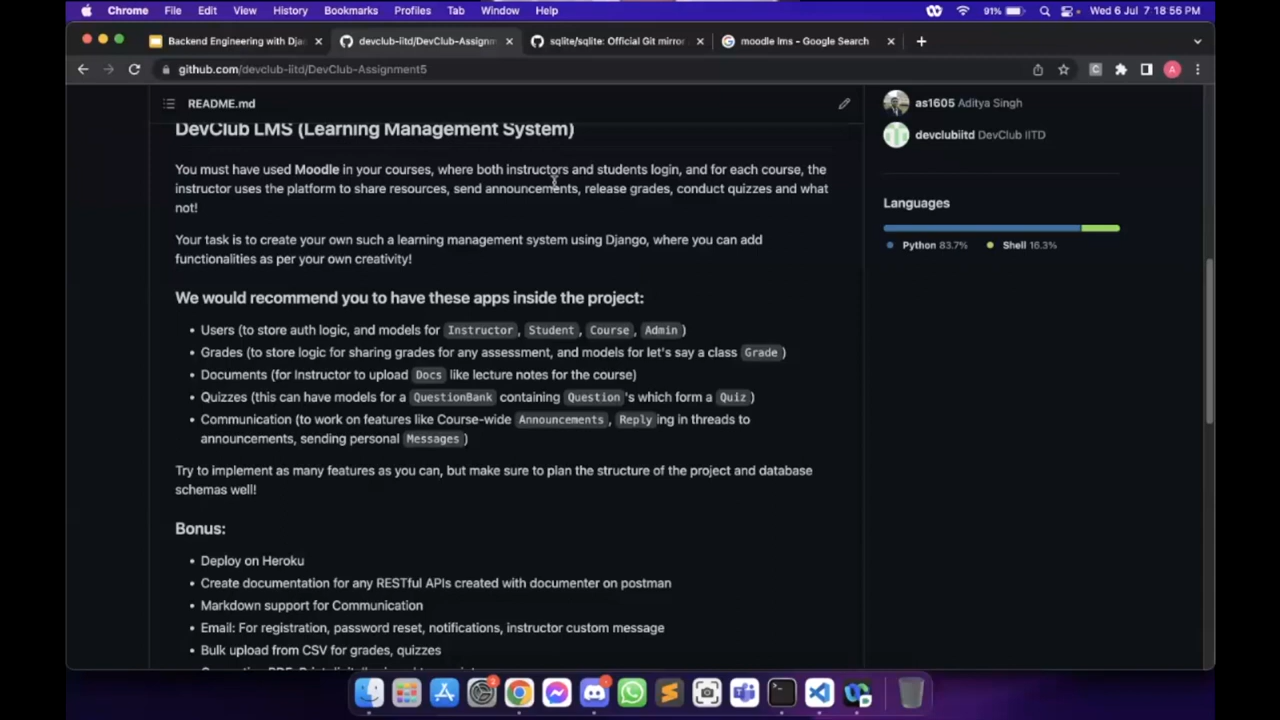 Chrome File Edit View History Bookmarks Profiles Tab Window Help 91% Wed 6 Jul 7:18:56 PM
Backend Engineering with Dja devclub-iitd/DevClub-Assignm sqlite/sqlite: Official Git mirror moodle lms - Google Search
github.com/devclub-iitd/DevClub-Assignment5
README.md
DevClub LMS (Learning Management System)
You must have used Moodle in your courses, where both instructors and students login, and for each course, the
instructor uses the platform to share resources, send announcements, release grades, conduct quizzes and what
not!
Your task is to create your own such a learning management system using Django, where you can add
functionalities as per your own creativity!
We would recommend you to have these apps inside the project:
• Users (to store auth logic, and models for Instructor, Student, Course, Admin)
• Grades (to store logic for sharing grades for any assessment, and models for let's say a class Grade)
• Documents (for Instructor to upload Docs like lecture notes for the course)
• Quizzes (this can have models for a QuestionBank containing Question's which form a Quiz)
• Communication (to work on features like Course-wide Announcements, Replying in threads to
announcements, sending personal Messages)
Try to implement as many features as you can, but make sure to plan the structure of the project and database
schemas well!
Bonus:
• Deploy on Heroku
• Create documentation for any RESTful APIs created with documenter on postman
• Markdown support for Communication
• Email: For registration, password reset, notifications, instructor custom message
• Bulk upload from CSV for grades, quizzes
as1605 Aditya Singh
devclubiitd DevClub IITD
Languages
Python 83.7% Shell 16.3%